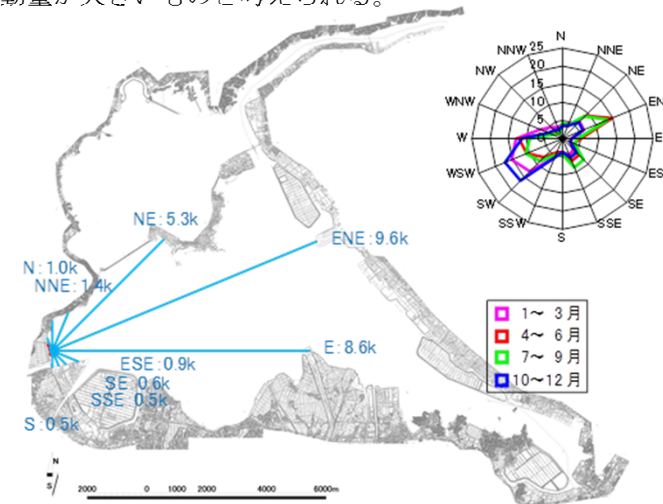 動量が大きいものと考えられる。
N
NNW
NNE
NW
NE
WNW
EN
W
E
WSW
ES
SW
SE
SSW
SSE
S
25
20
15
10
5
0
NE：5.3k
ENE：9.6k
N：1.0k
NNE：1.4k
E：8.6k
ESE：0.9k
SE：0.6k
SSE：0.5k
S：0.5k
1～ 3月
4～ 6月
7～ 9月
10～12月
N
S
2000 0 1000 2000 4000 6000m